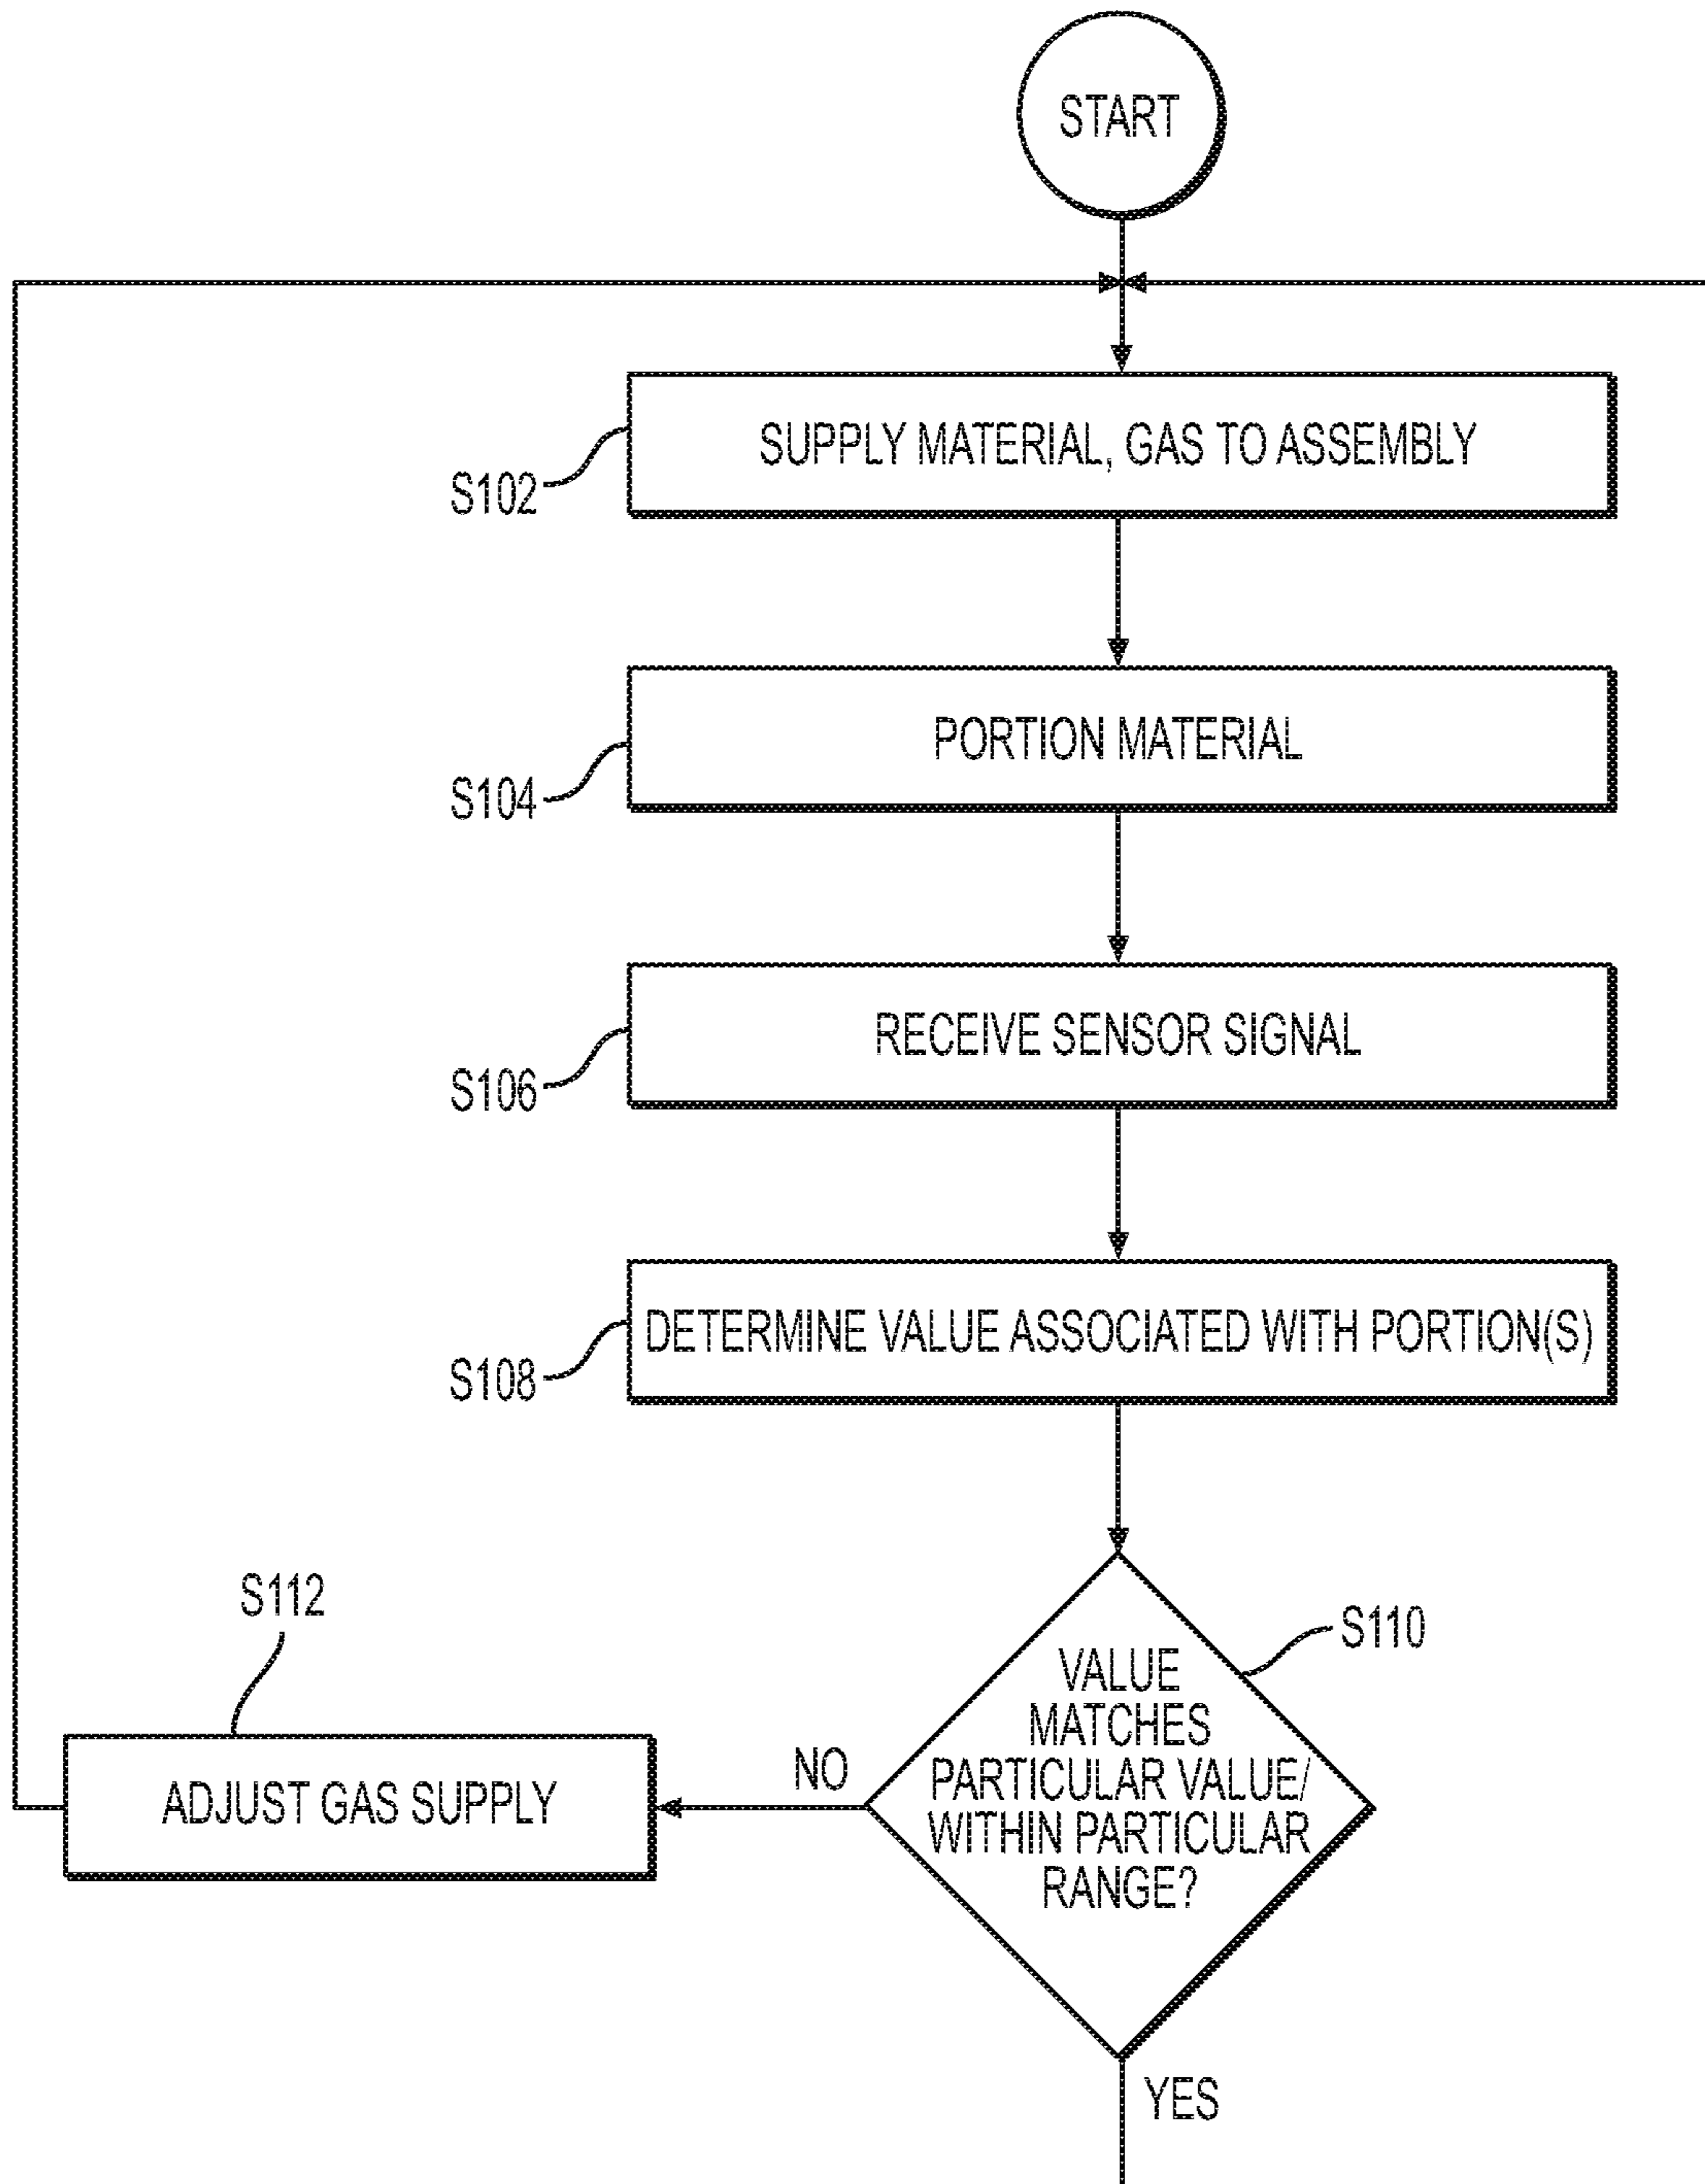 START
SUPPLY MATERIAL, GAS TO ASSEMBLY
S102
PORTION MATERIAL
S104
RECEIVE SENSOR SIGNAL
S106
DETERMINE VALUE ASSOCIATED WITH PORTION(S)
S108
S110
VALUE
MATCHES
PARTICULAR VALUE/
WITHIN PARTICULAR
RANGE?
NO
S112
ADJUST GAS SUPPLY
YES